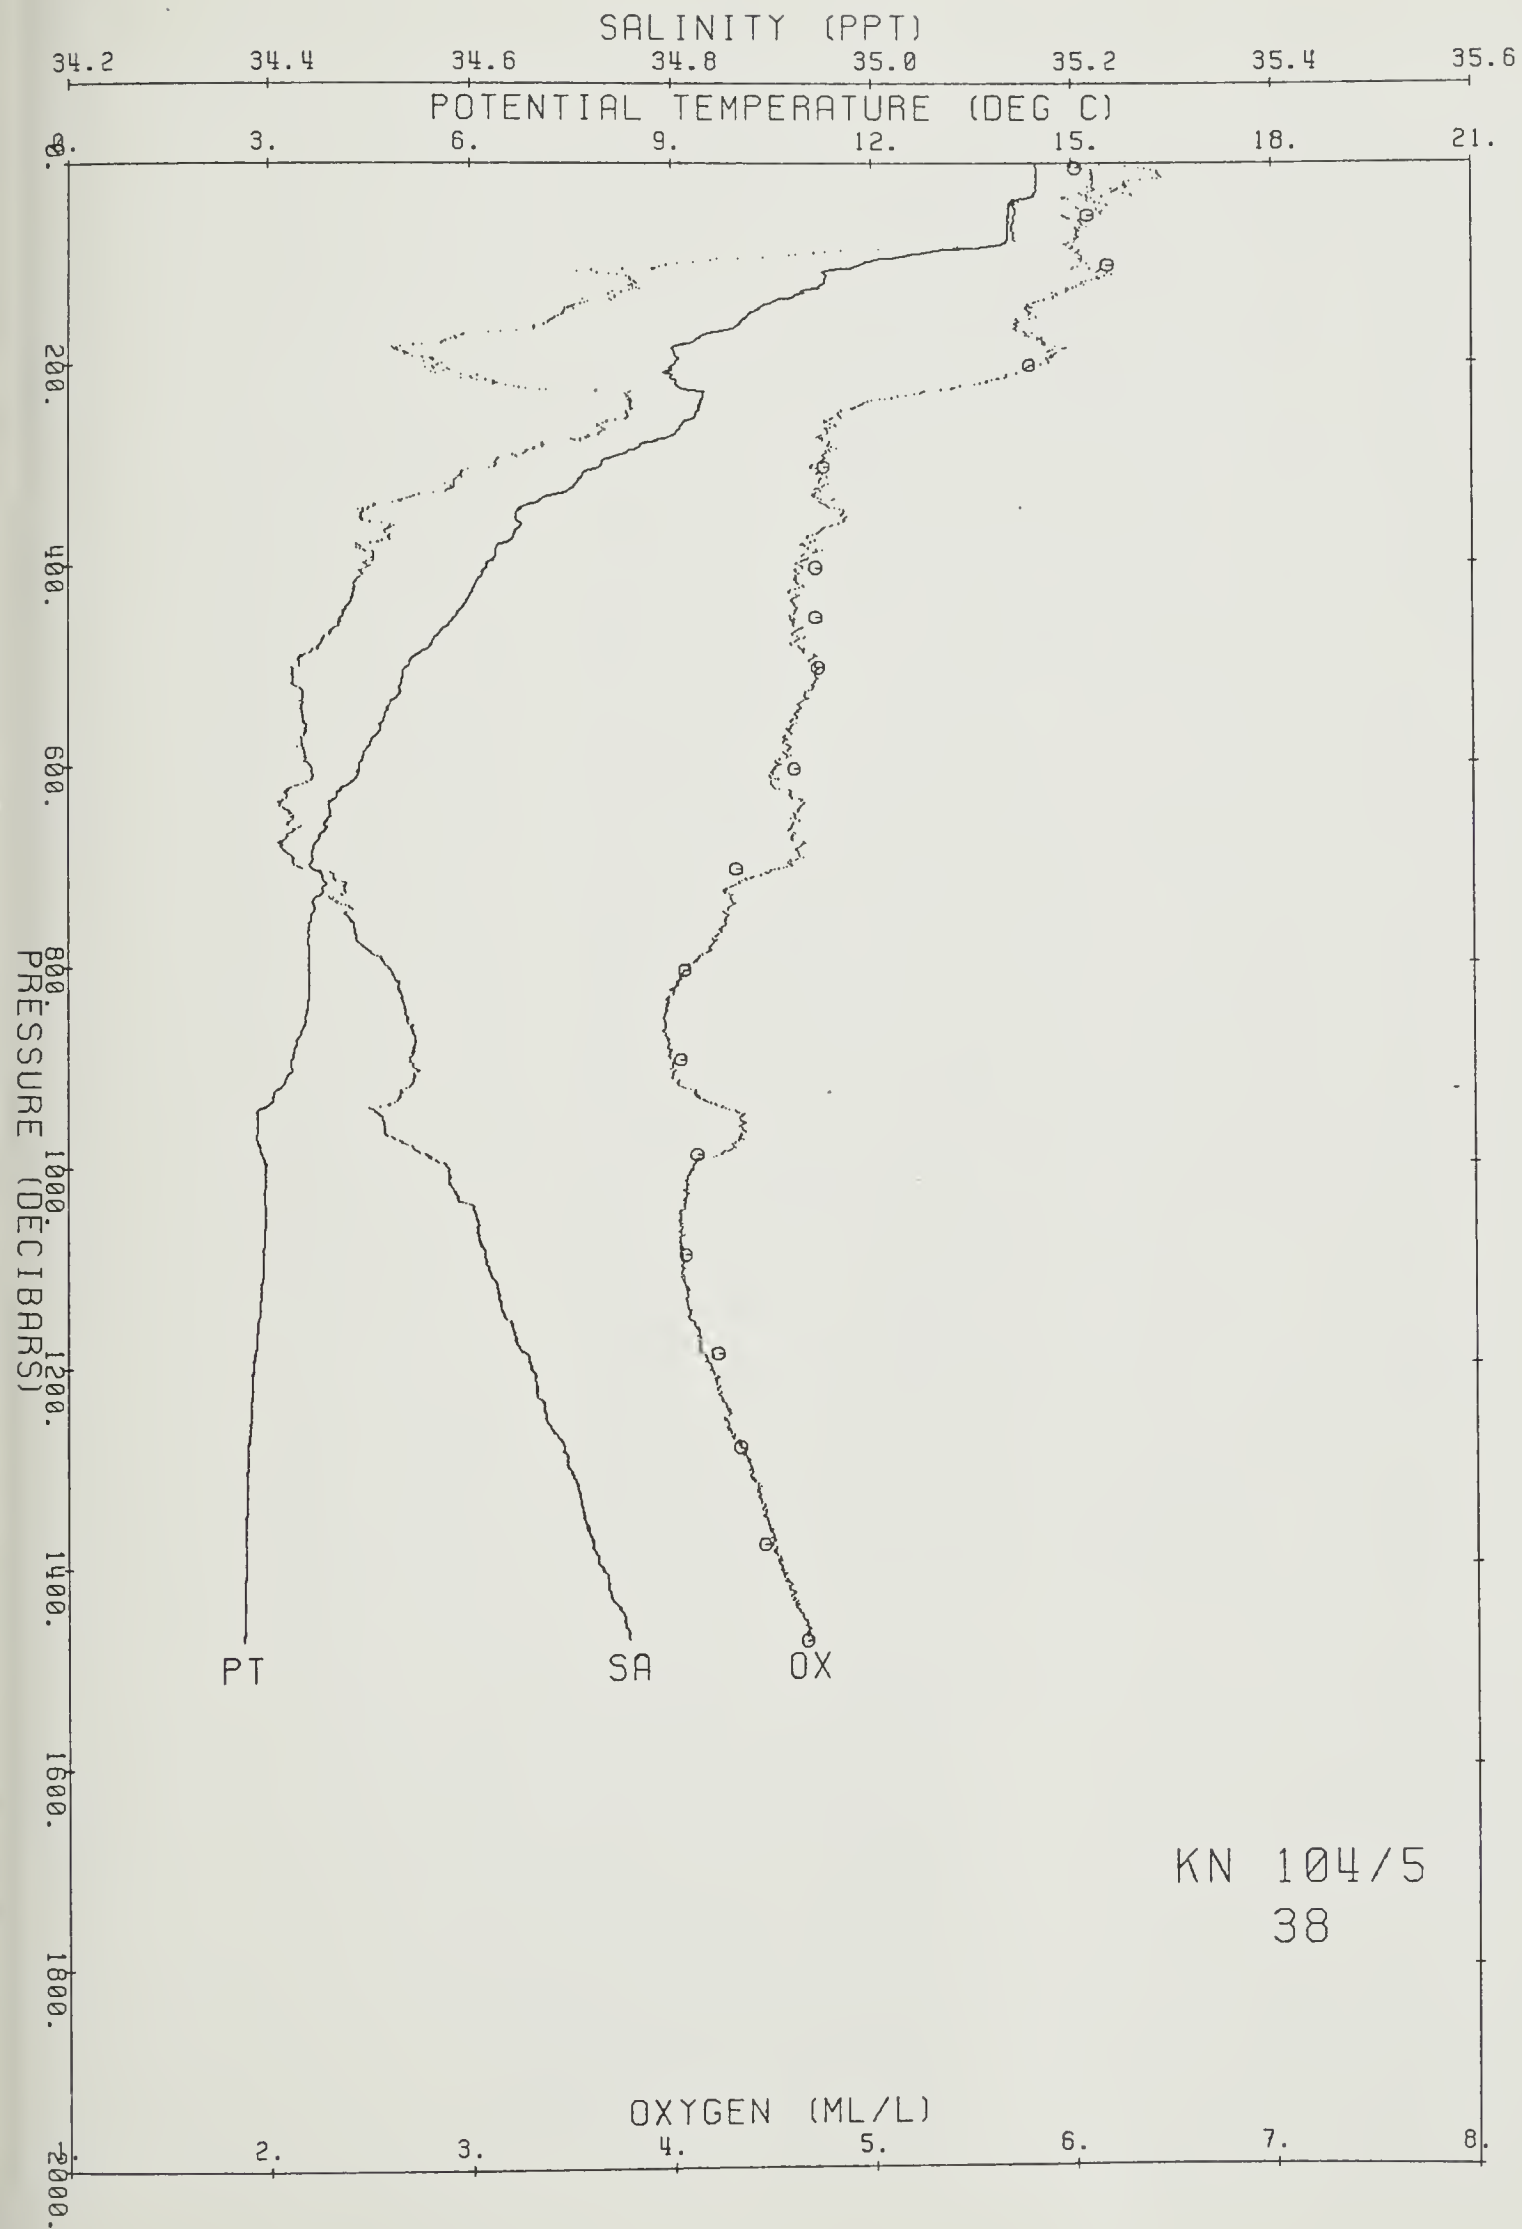 SALINITY (PPT)
34.2 34.4 34.6 34.8 35.0 35.2 35.4 35.6
POTENTIAL TEMPERATURE (DEG C)
0. 3. 6. 9. 12. 15. 18. 21.
0.
200.
400.
600.
800.
1000.
1200.
1400.
1600.
1800.
2000.
PRESSURE (DECIBARS)
PT SA OX
KN 104/5
38
OXYGEN (ML/L)
2. 3. 4. 5. 6. 7. 8.